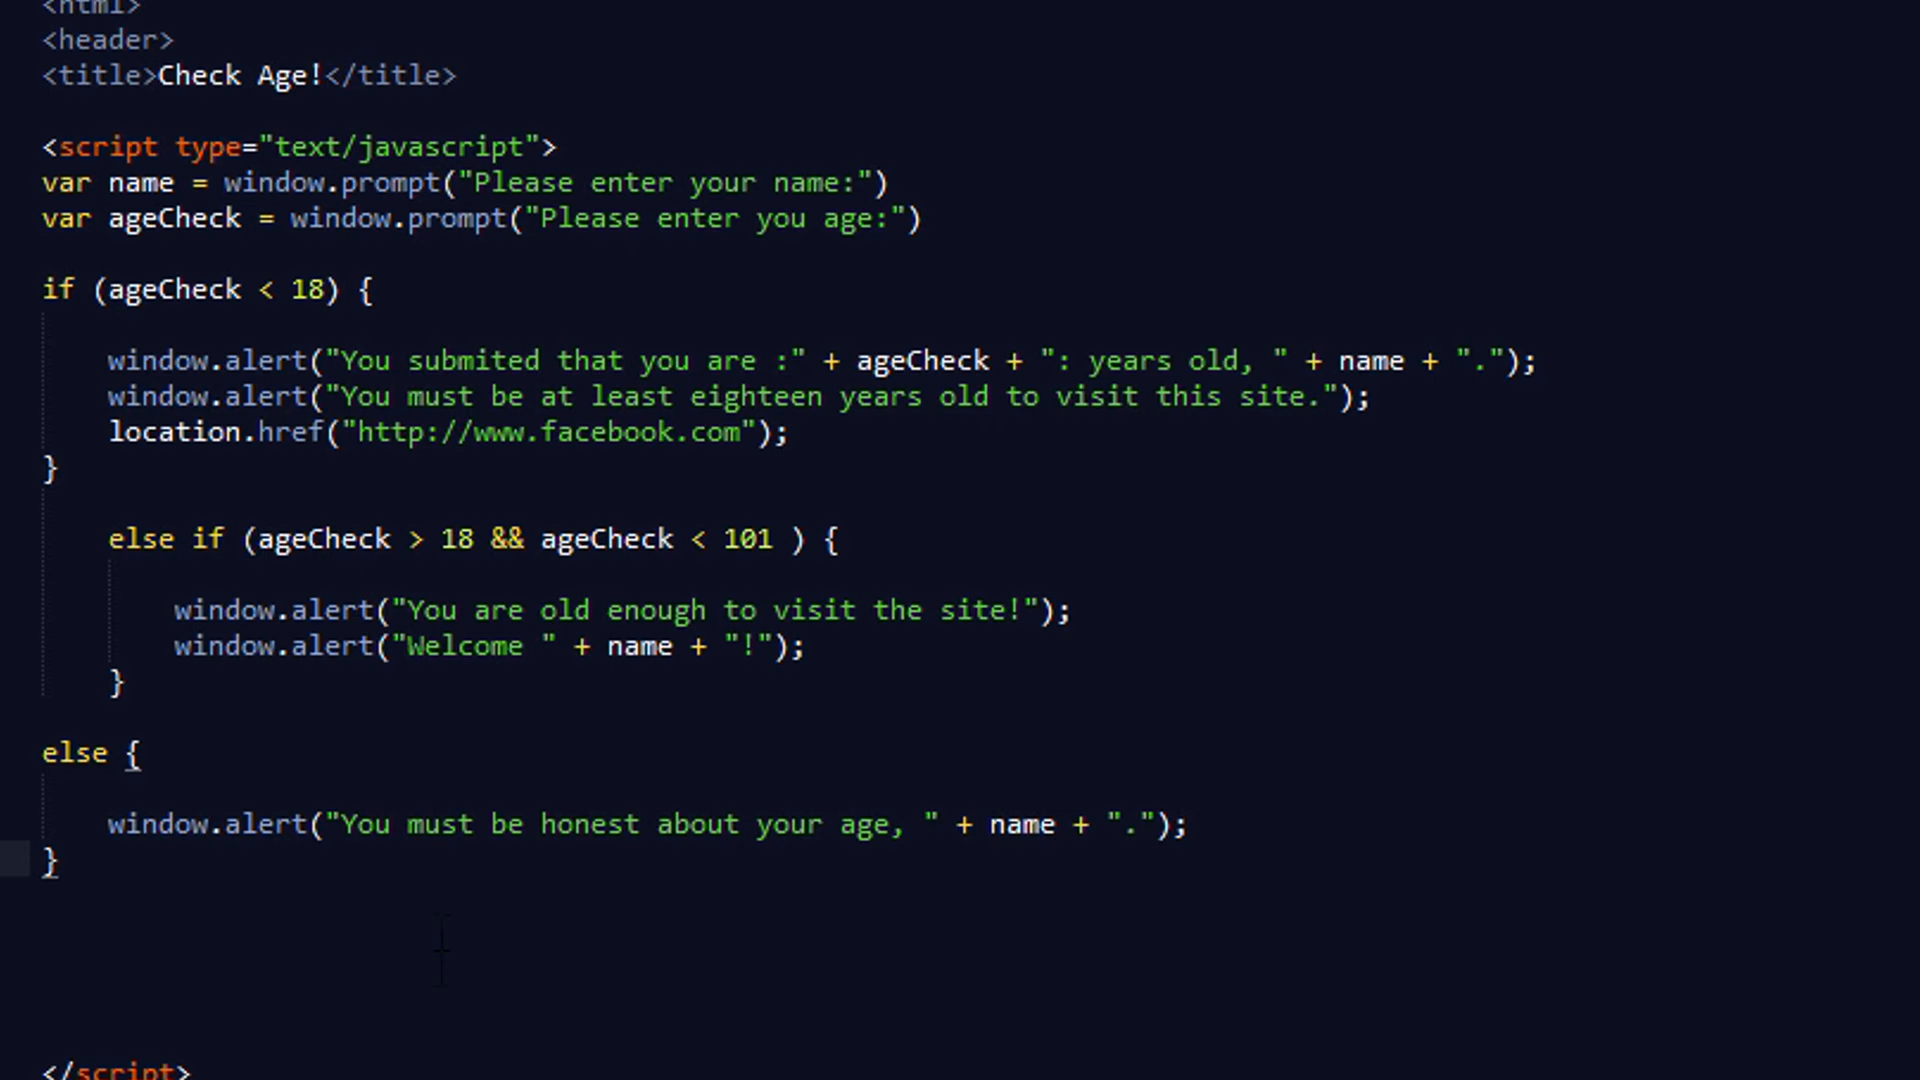 <html>
<header>
<title>Check Age!</title>
<script type="text/javascript">
var name = window.prompt("Please enter your name:")
var ageCheck = window.prompt("Please enter you age:")
if (ageCheck < 18) {
window.alert("You submited that you are :" + ageCheck + ": years old, " + name + ".");
window.alert("You must be at least eighteen years old to visit this site.");
location.href("http://www.facebook.com");
}
else if (ageCheck > 18 && ageCheck < 101 ) {
window.alert("You are old enough to visit the site!");
window.alert("Welcome " + name + "!");
}
else {
window.alert("You must be honest about your age, " + name + ".");
}
</script>